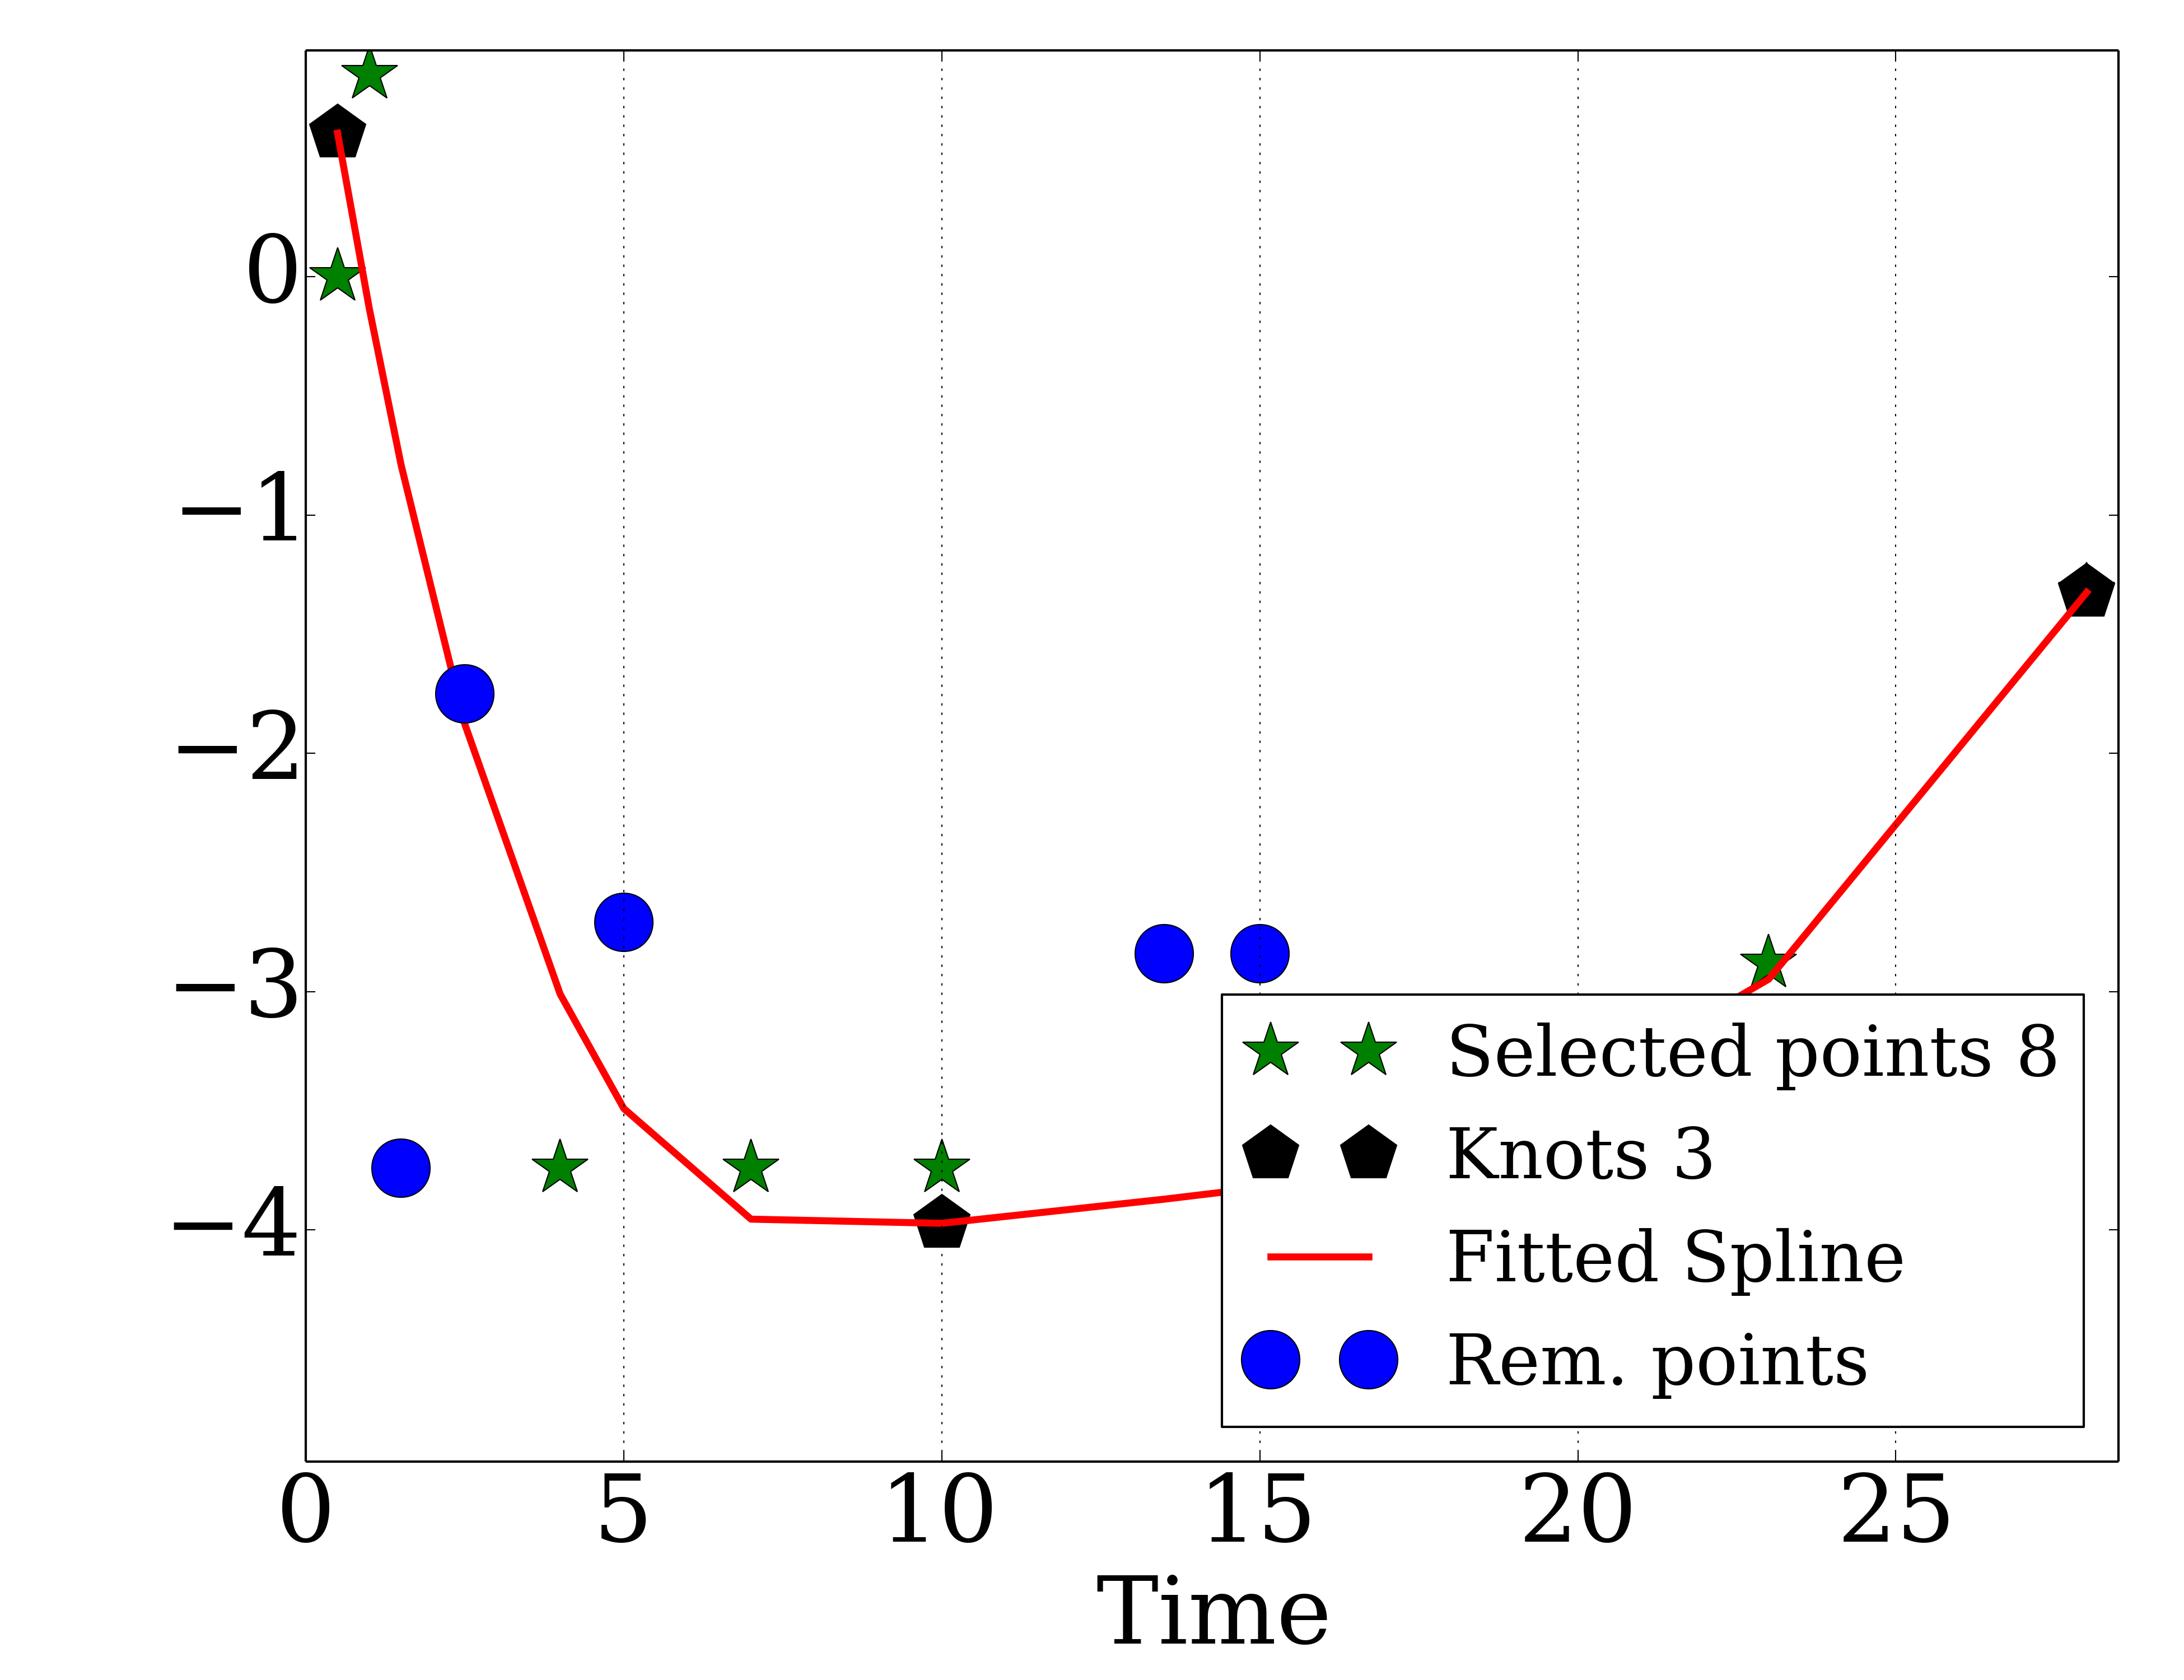 0
−1
−2
−3
−4
Selected points 8
Knots 3
Fitted Spline
Rem. points
0 5 10 15 20 25
Time